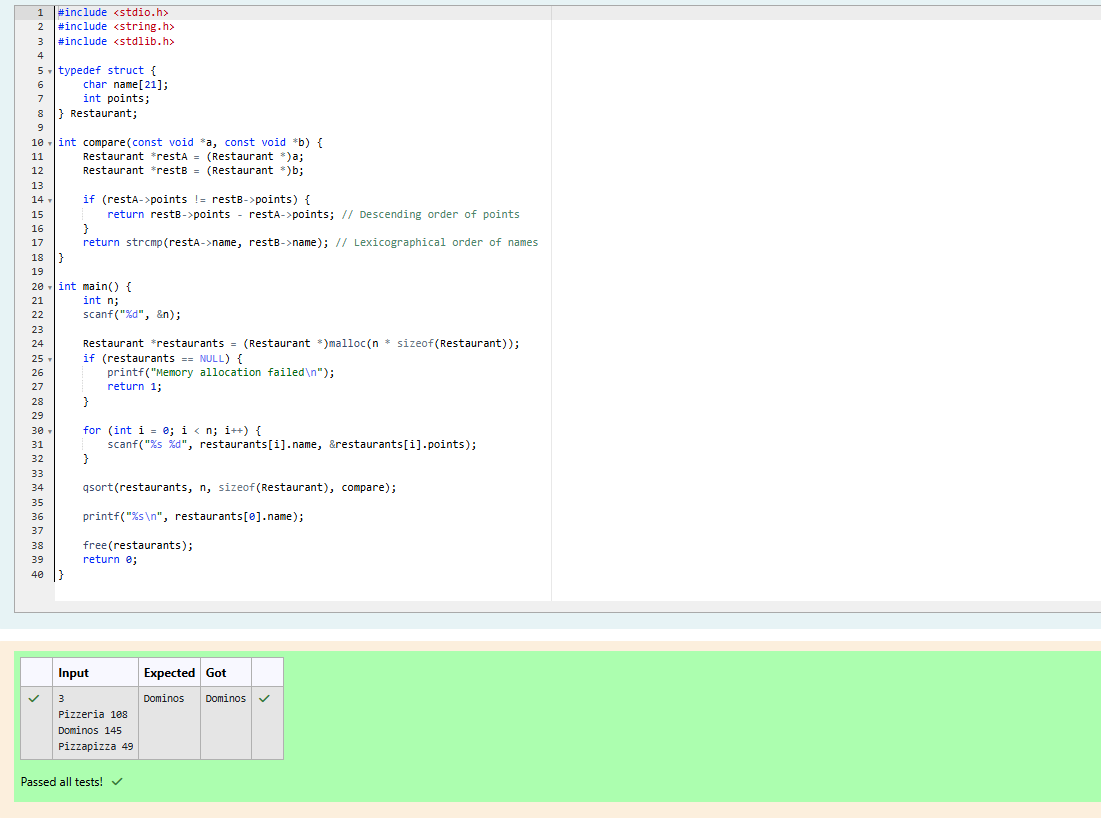 1 #include <stdio.h>
2 #include <string.h>
3 #include <stdlib.h>
4
5 typedef struct {
6     char name[21];
7     int points;
8 } Restaurant;
9
10 int compare(const void *a, const void *b) {
11     Restaurant *restA = (Restaurant *)a;
12     Restaurant *restB = (Restaurant *)b;
13
14     if (restA->points != restB->points) {
15         return restB->points - restA->points; // Descending order of points
16     }
17     return strcmp(restA->name, restB->name); // Lexicographical order of names
18 }
19
20 int main() {
21     int n;
22     scanf("%d", &n);
23
24     Restaurant *restaurants = (Restaurant *)malloc(n * sizeof(Restaurant));
25     if (restaurants == NULL) {
26         printf("Memory allocation failed\n");
27         return 1;
28     }
29
30     for (int i = 0; i < n; i++) {
31         scanf("%s %d", restaurants[i].name, &restaurants[i].points);
32     }
33
34     qsort(restaurants, n, sizeof(Restaurant), compare);
35
36     printf("%s\n", restaurants[0].name);
37
38     free(restaurants);
39     return 0;
40 }
Input Expected Got
3 Dominos Dominos
Pizzeria 108
Dominos 145
Pizzapizza 49
Passed all tests!